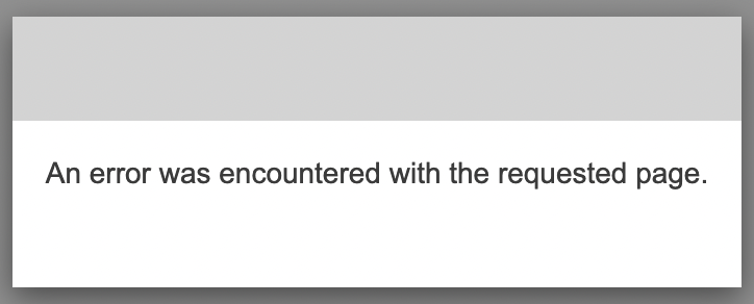 An error was encountered with the requested page.